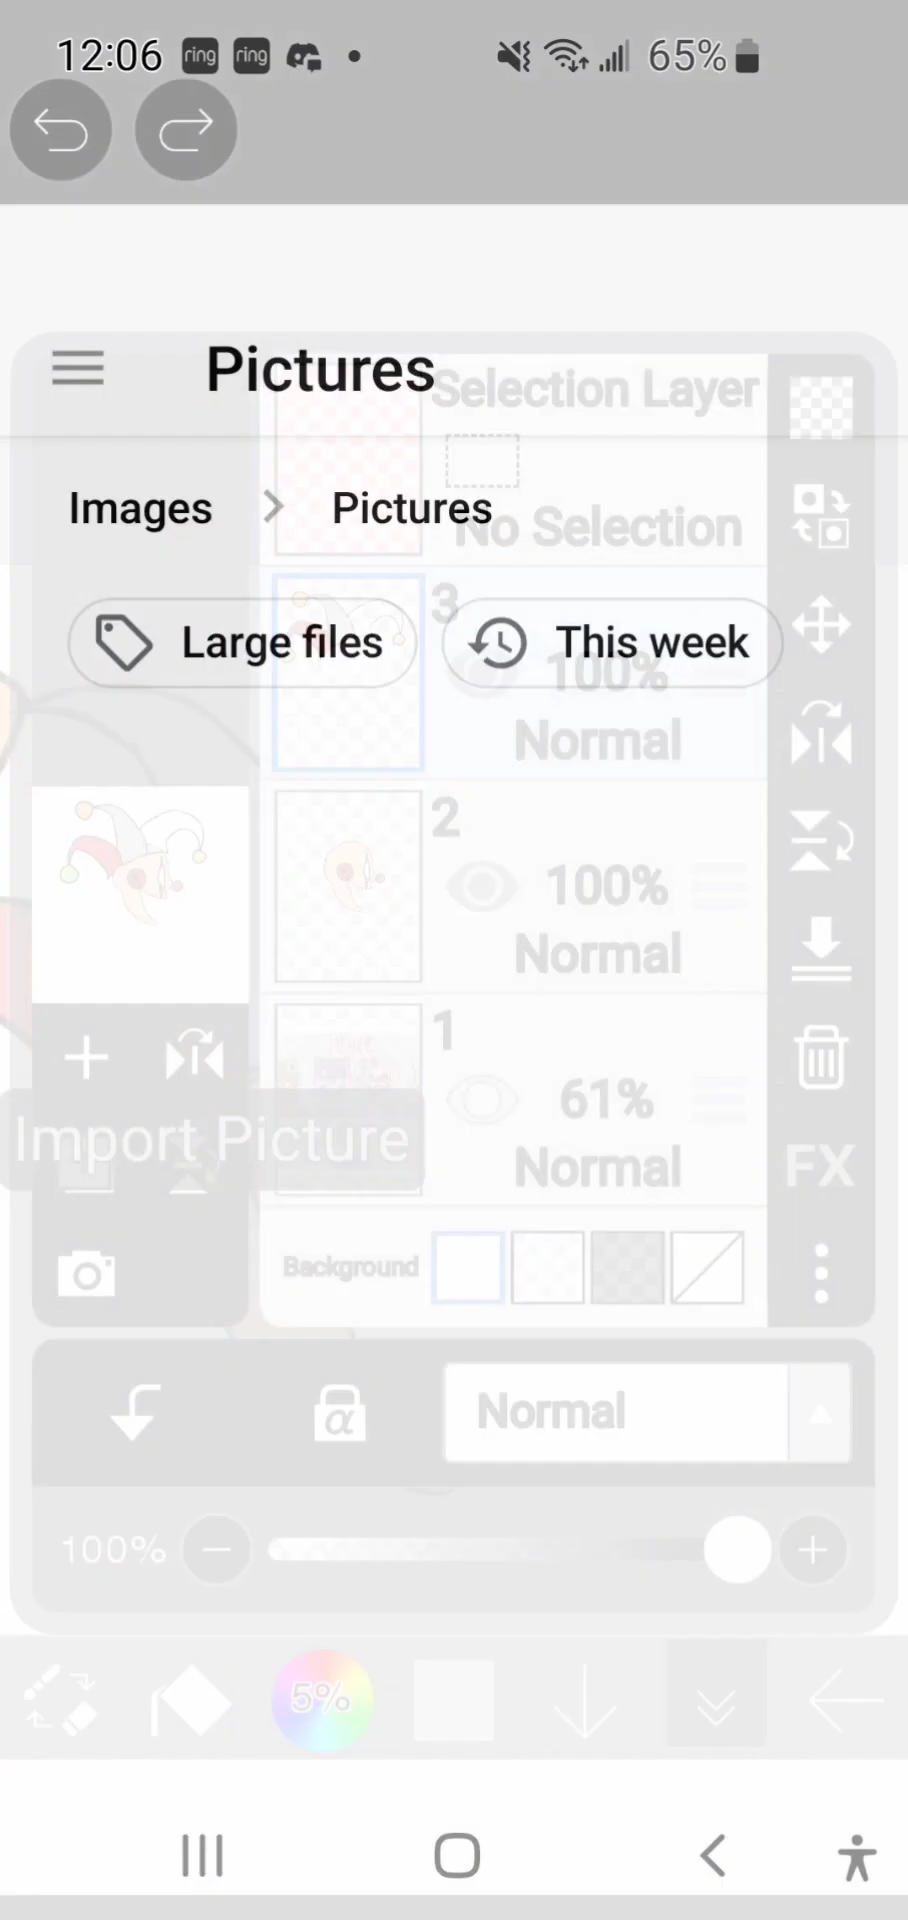 12:06 ring ring 65%
Pictures
Selection Layer
Images Pictures
No Selection
3
Large files This week
100%
Normal
2
100%
Normal
1
61%
Import Picture
Normal
FX
Background
α Normal
100%
5%